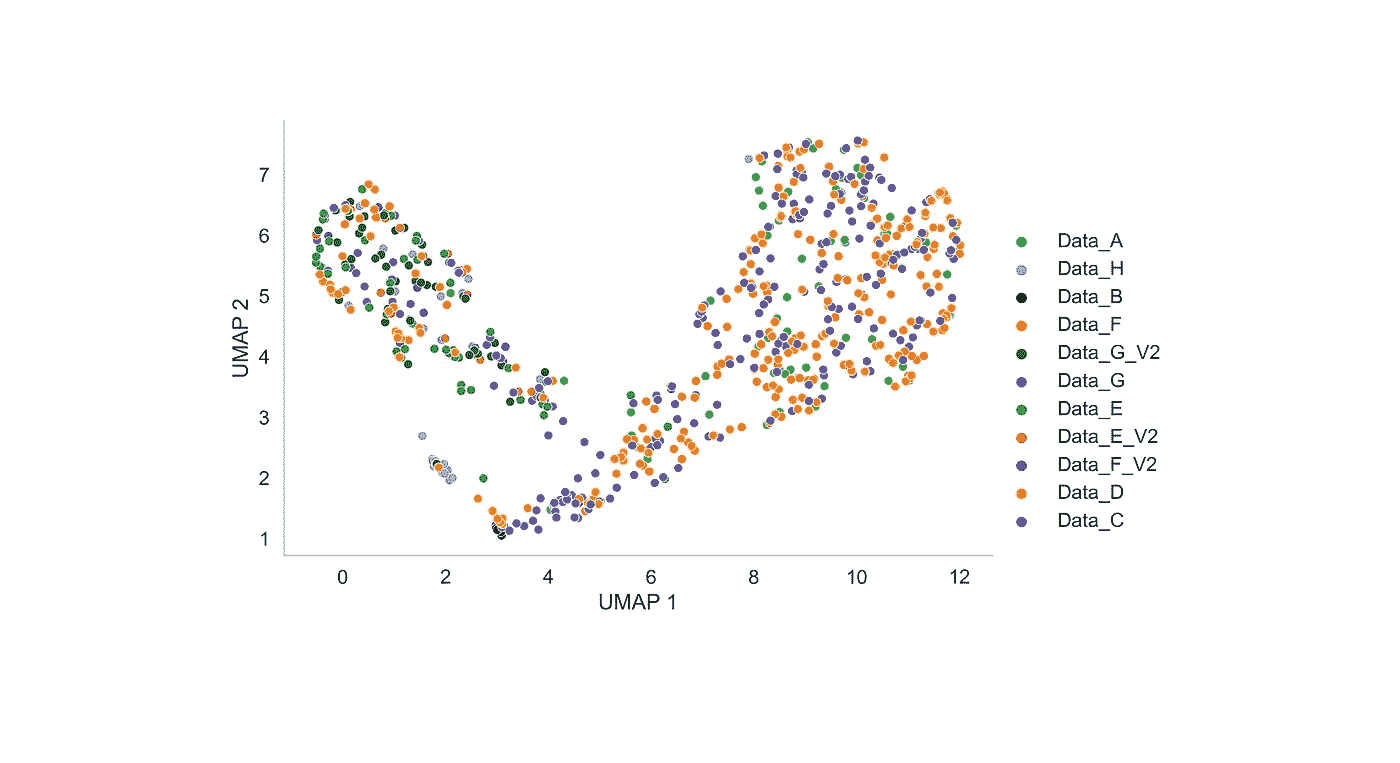 7
6
5
4
3
2
1
UMAP 2
0 2 4 6 8 10 12
UMAP 1
Data_A
Data_H
Data_B
Data_F
Data_G_V2
Data_G
Data_E
Data_E_V2
Data_F_V2
Data_D
Data_C